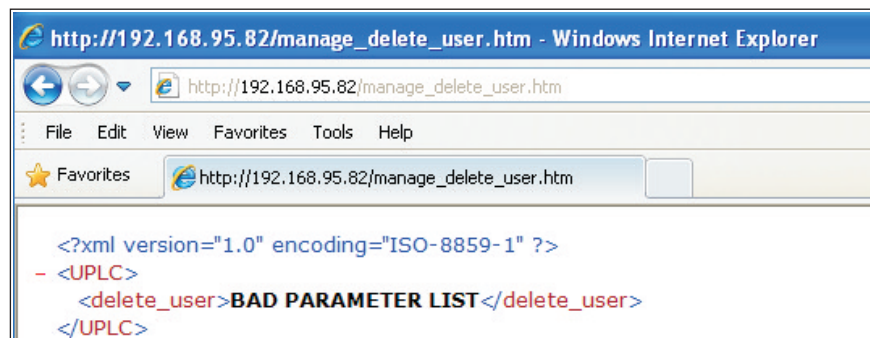 http://192.168.95.82/manage_delete_user.htm - Windows Internet Explorer
http://192.168.95.82/manage_delete_user.htm
File Edit View Favorites Tools Help
Favorites http://192.168.95.82/manage_delete_user.htm
<?xml version="1.0" encoding="ISO-8859-1" ?>
- <UPLC>
<delete_user>BAD PARAMETER LIST</delete_user>
</UPLC>